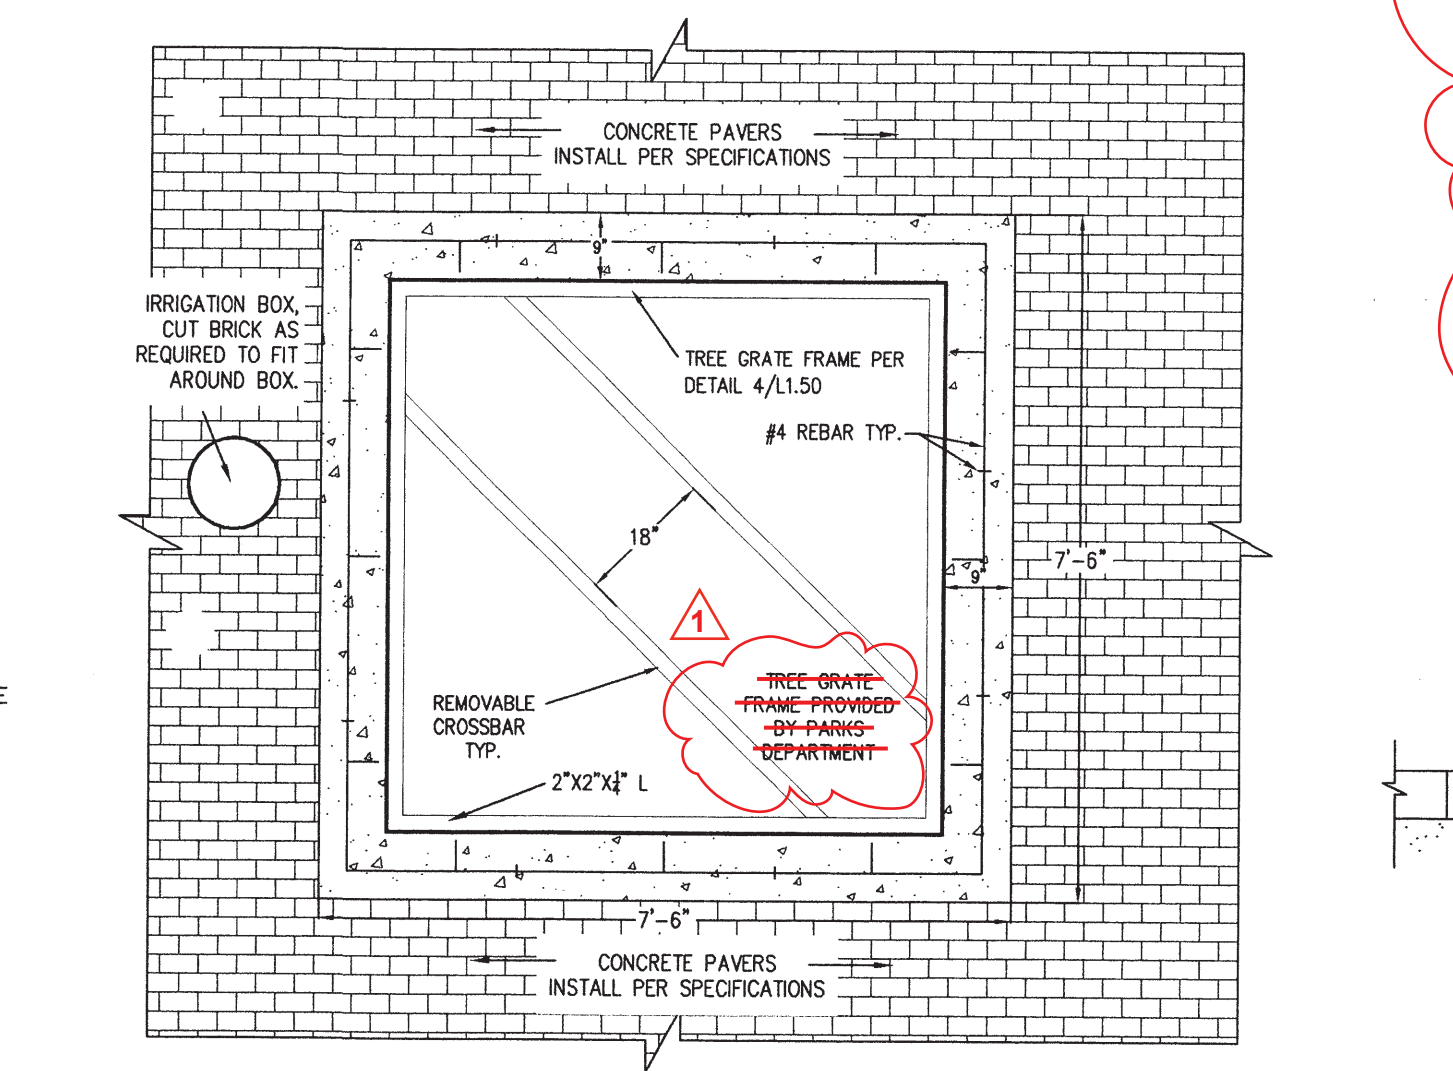 CONCRETE PAVERS
INSTALL PER SPECIFICATIONS
9"
IRRIGATION BOX,
CUT BRICK AS
REQUIRED TO FIT
AROUND BOX.
TREE GRATE FRAME PER
DETAIL 4/L1.50
#4 REBAR TYP.
18"
7'-6"
9"
1
TREE GRATE
FRAME PROVIDED
BY PARKS
DEPARTMENT
REMOVABLE
CROSSBAR
TYP.
2"X2"X¼" L
7'-6"
CONCRETE PAVERS
INSTALL PER SPECIFICATIONS
E